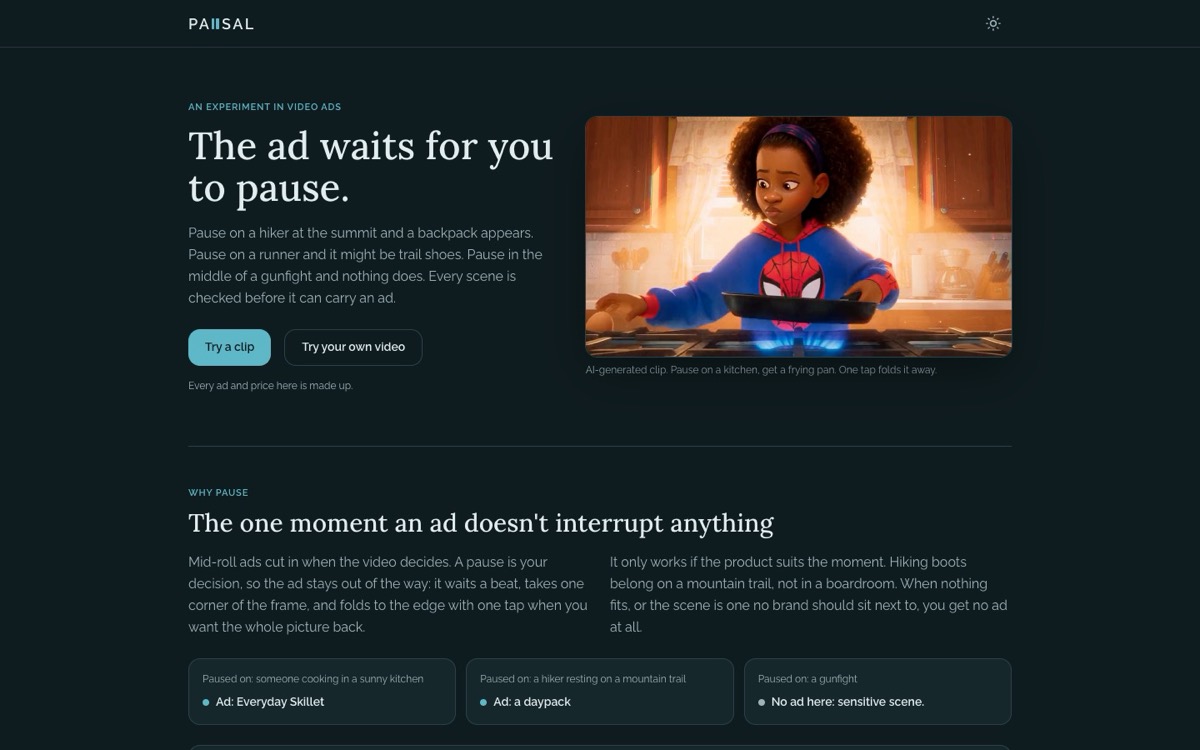 PAUSAL
AN EXPERIMENT IN VIDEO ADS
The ad waits for you
to pause.
Pause on a hiker at the summit and a backpack appears.
Pause on a runner and it might be trail shoes. Pause in the
middle of a gunfight and nothing does. Every scene is
checked before it can carry an ad.
Try a clip
Try your own video
Every ad and price here is made up.
AI-generated clip. Pause on a kitchen, get a frying pan. One tap folds it away.
WHY PAUSE
The one moment an ad doesn't interrupt anything
Mid-roll ads cut in when the video decides. A pause is your
decision, so the ad stays out of the way: it waits a beat, takes one
corner of the frame, and folds to the edge with one tap when you
want the whole picture back.
It only works if the product suits the moment. Hiking boots
belong on a mountain trail, not in a boardroom. When nothing
fits, or the scene is one no brand should sit next to, you get no ad
at all.
Paused on: someone cooking in a sunny kitchen
Ad: Everyday Skillet
Paused on: a hiker resting on a mountain trail
Ad: a daypack
Paused on: a gunfight
No ad here: sensitive scene.